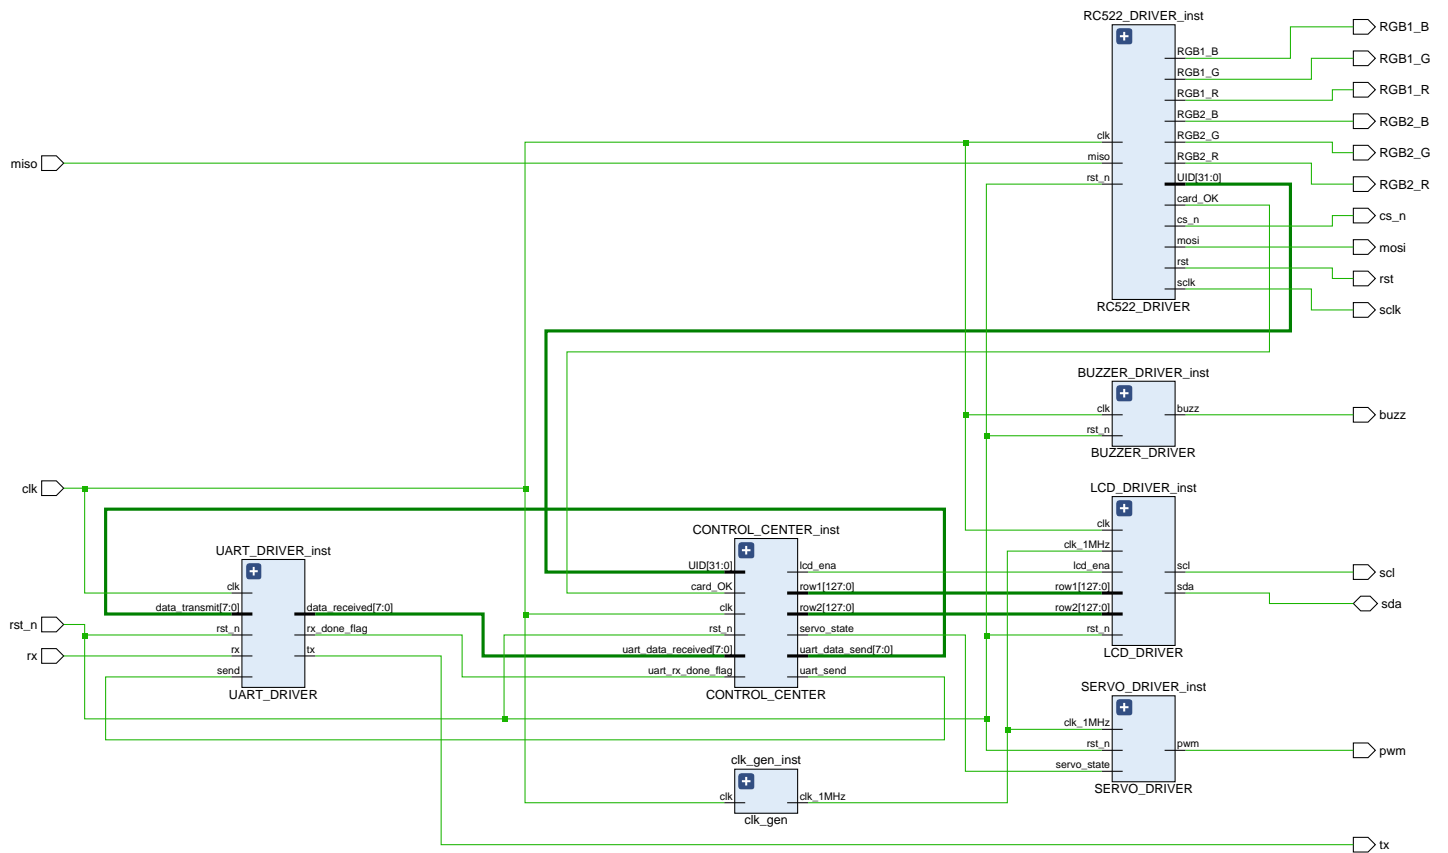 RC522_DRIVER_inst
RGB1_B
RGB1_G
RGB1_R
RGB2_B
RGB2_G
RGB2_R
UID[31:0]
card_OK
cs_n
mosi
rst
sclk
clk
miso
rst_n
RC522_DRIVER
RGB1_B
RGB1_G
RGB1_R
RGB2_B
RGB2_G
RGB2_R
cs_n
mosi
rst
sclk
miso
BUZZER_DRIVER_inst
clk
rst_n
buzz
BUZZER_DRIVER
buzz
clk
LCD_DRIVER_inst
clk
clk_1MHz
lcd_ena
row1[127:0]
row2[127:0]
rst_n
scl
sda
LCD_DRIVER
scl
sda
CONTROL_CENTER_inst
UID[31:0]
card_OK
clk
rst_n
uart_data_received[7:0]
uart_rx_done_flag
lcd_ena
row1[127:0]
row2[127:0]
servo_state
uart_data_send[7:0]
uart_send
CONTROL_CENTER
UART_DRIVER_inst
clk
data_transmit[7:0]
rst_n
rx
send
data_received[7:0]
rx_done_flag
tx
UART_DRIVER
rst_n
rx
SERVO_DRIVER_inst
clk_1MHz
rst_n
servo_state
pwm
SERVO_DRIVER
pwm
clk_gen_inst
clk
clk_1MHz
clk_gen
tx